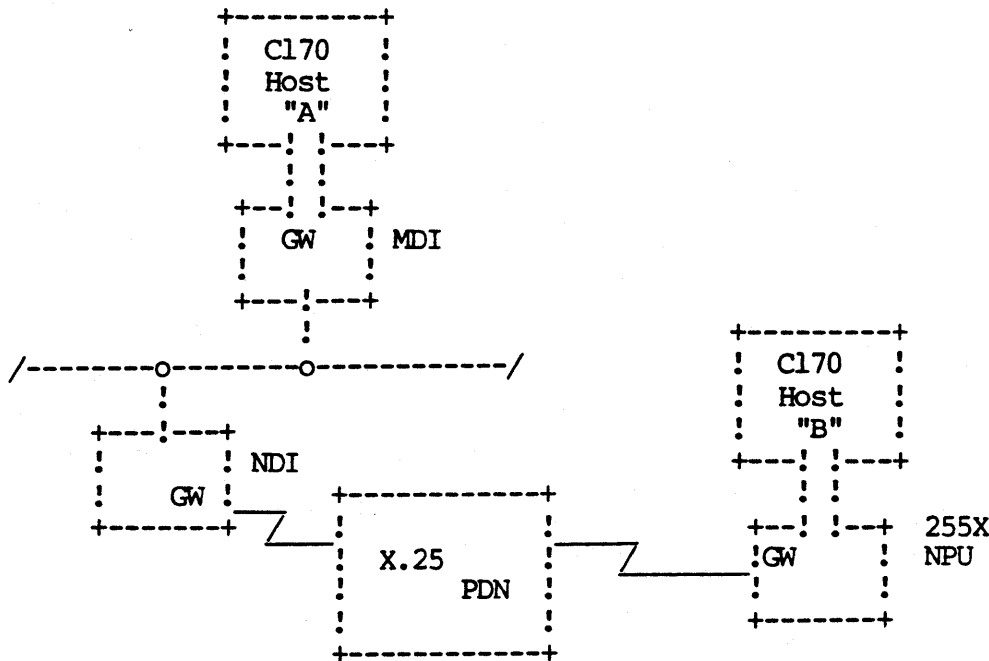 C170
Host
"A"
GW
MDI
C170
Host
"B"
NDI
GW
X.25
PDN
GW
255X
NPU